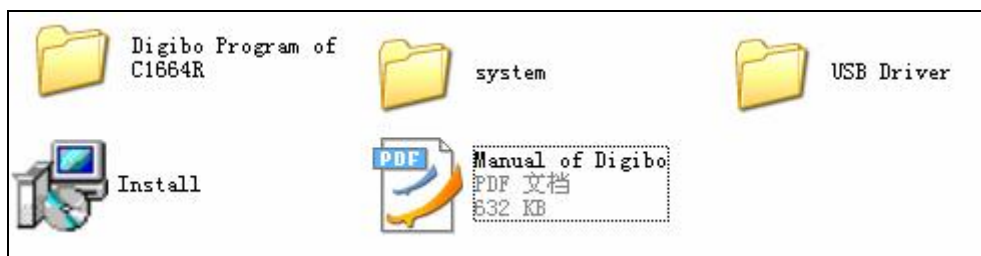 Digibo Program of
C1664R
system
USB Driver
Install
PDF
Manual of Digibo
PDF 文档
632 KB